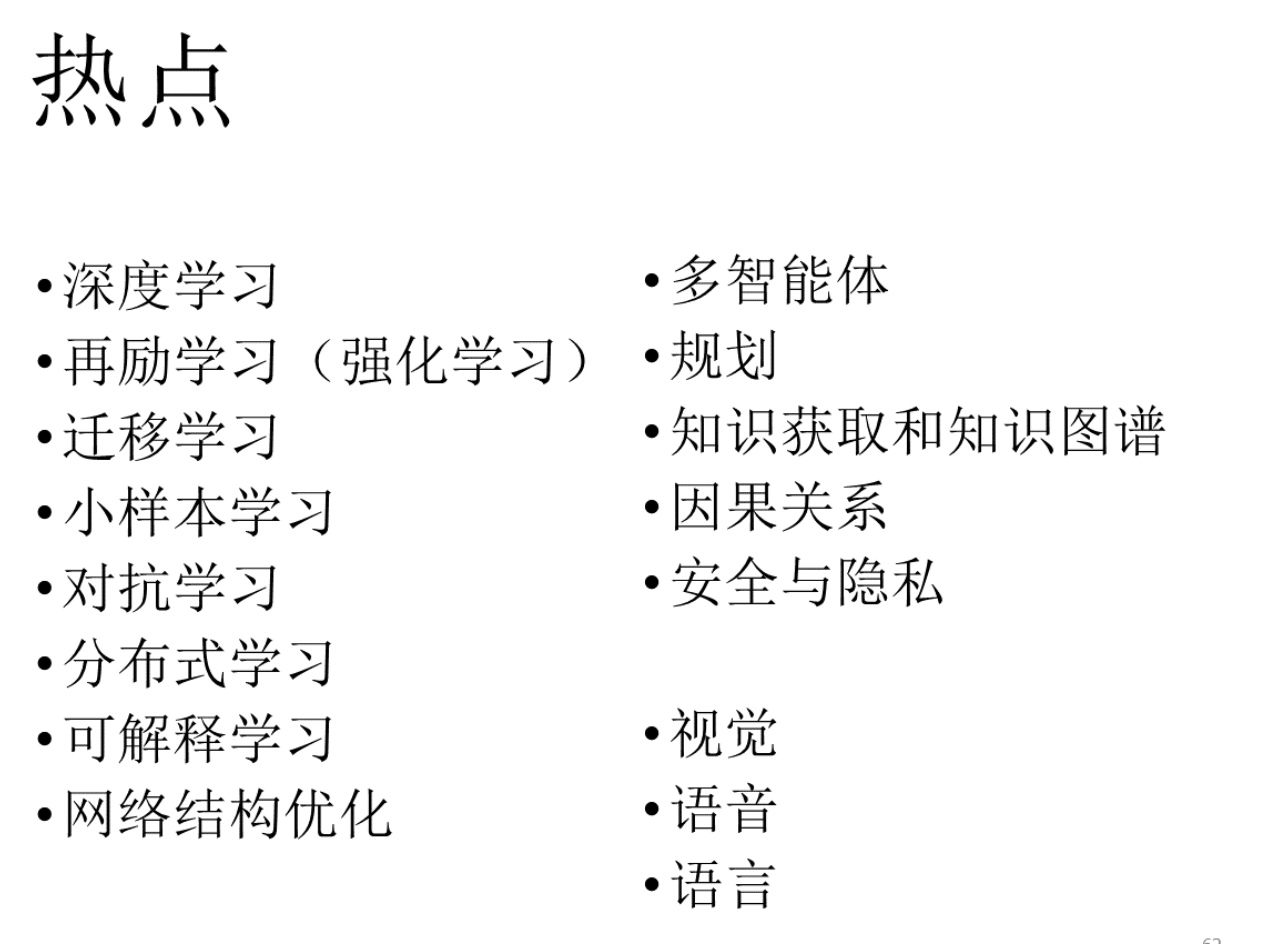 热点
•深度学习
•再励学习（强化学习）
•迁移学习
•小样本学习
•对抗学习
•分布式学习
•可解释学习
•网络结构优化
•多智能体
•规划
•知识获取和知识图谱
•因果关系
•安全与隐私
•视觉
•语音
•语言